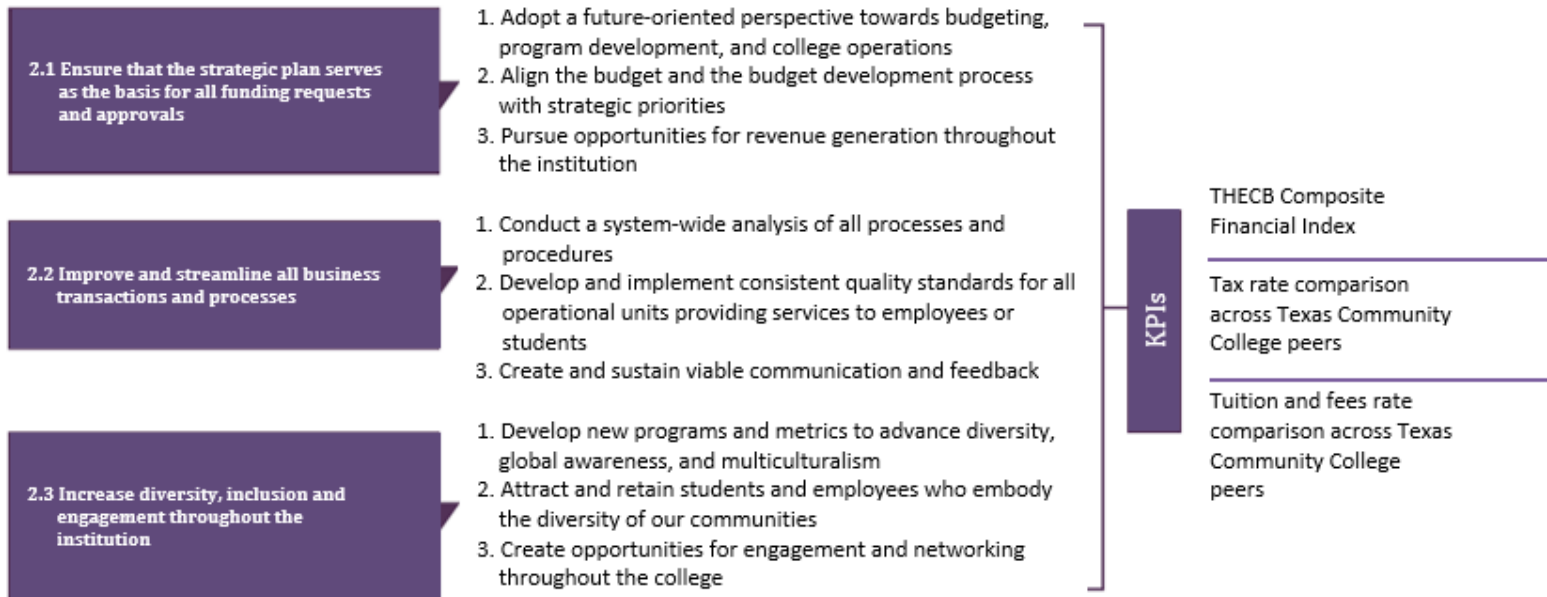 2.1 Ensure that the strategic plan serves
as the basis for all funding requests
and approvals
1. Adopt a future-oriented perspective towards budgeting,
program development, and college operations
2. Align the budget and the budget development process
with strategic priorities
3. Pursue opportunities for revenue generation throughout
the institution
2.2 Improve and streamline all business
transactions and processes
1. Conduct a system-wide analysis of all processes and
procedures
2. Develop and implement consistent quality standards for all
operational units providing services to employees or
students
3. Create and sustain viable communication and feedback
2.3 Increase diversity, inclusion and
engagement throughout the
institution
1. Develop new programs and metrics to advance diversity,
global awareness, and multiculturalism
2. Attract and retain students and employees who embody
the diversity of our communities
3. Create opportunities for engagement and networking
throughout the college
KPIs
THECB Composite
Financial Index
Tax rate comparison
across Texas Community
College peers
Tuition and fees rate
comparison across Texas
Community College
peers